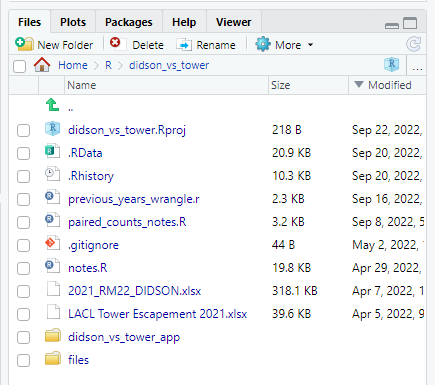 Files Plots Packages Help Viewer
New Folder Delete Rename More
Home R didson_vs_tower R ...
Name Size Modified
..
didson_vs_tower.Rproj 218 B Sep 22, 2022,
.RData 20.9 KB Sep 20, 2022,
.Rhistory 10.3 KB Sep 20, 2022,
previous_years_wrangle.r 2.3 KB Sep 16, 2022,
paired_counts_notes.R 3.2 KB Sep 8, 2022, 5
.gitignore 44 B May 2, 2022, 1
notes.R 19.8 KB Apr 29, 2022,
2021_RM22_DIDSON.xlsx 318.1 KB Apr 7, 2022, 1
LACL Tower Escapement 2021.xlsx 39.6 KB Apr 5, 2022, 9
didson_vs_tower_app
files